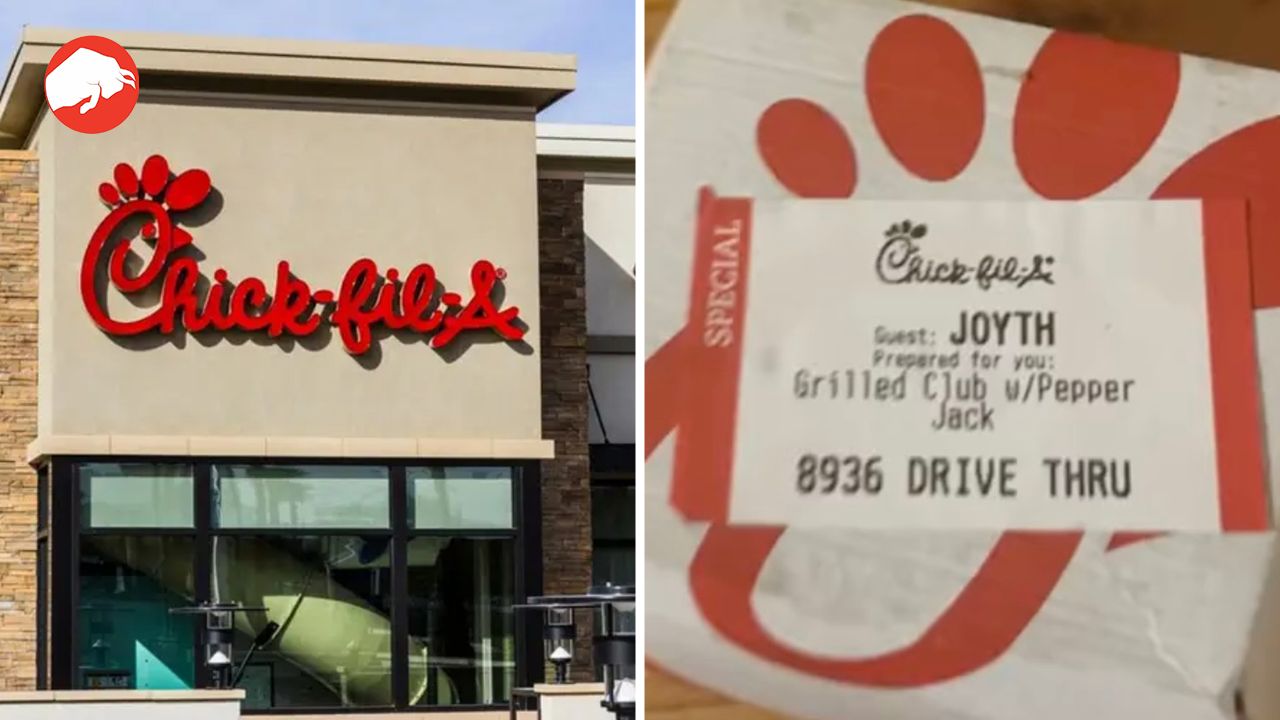 Chick-fil-A®
SPECIAL
Chick-fil-A
Guest: JOYTH
Prepared for you:
Grilled Club w/Pepper
Jack
8936 DRIVE THRU